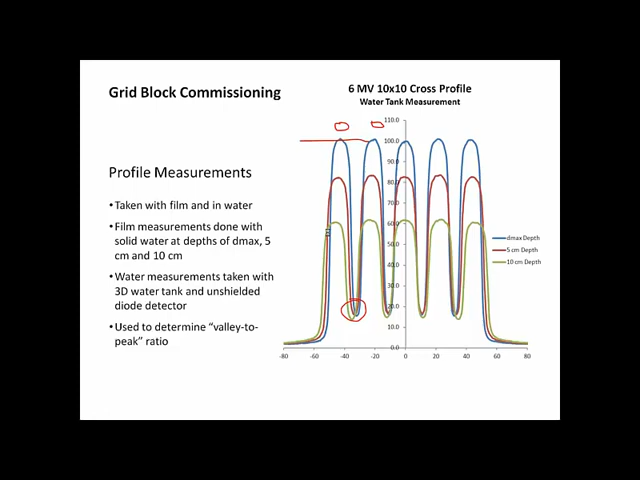 Grid Block Commissioning
Profile Measurements
•Taken with film and in water
•Film measurements done with
solid water at depths of dmax, 5
cm and 10 cm
•Water measurements taken with
3D water tank and unshielded
diode detector
•Used to determine “valley-to-
peak” ratio
6 MV 10x10 Cross Profile
Water Tank Measurement
110.0
100.0
90.0
80.0
70.0
60.0
50.0
40.0
30.0
20.0
10.0
0.0
-80 -60 -40 -20 0 20 40 60 80
dmax Depth
5 cm Depth
10 cm Depth